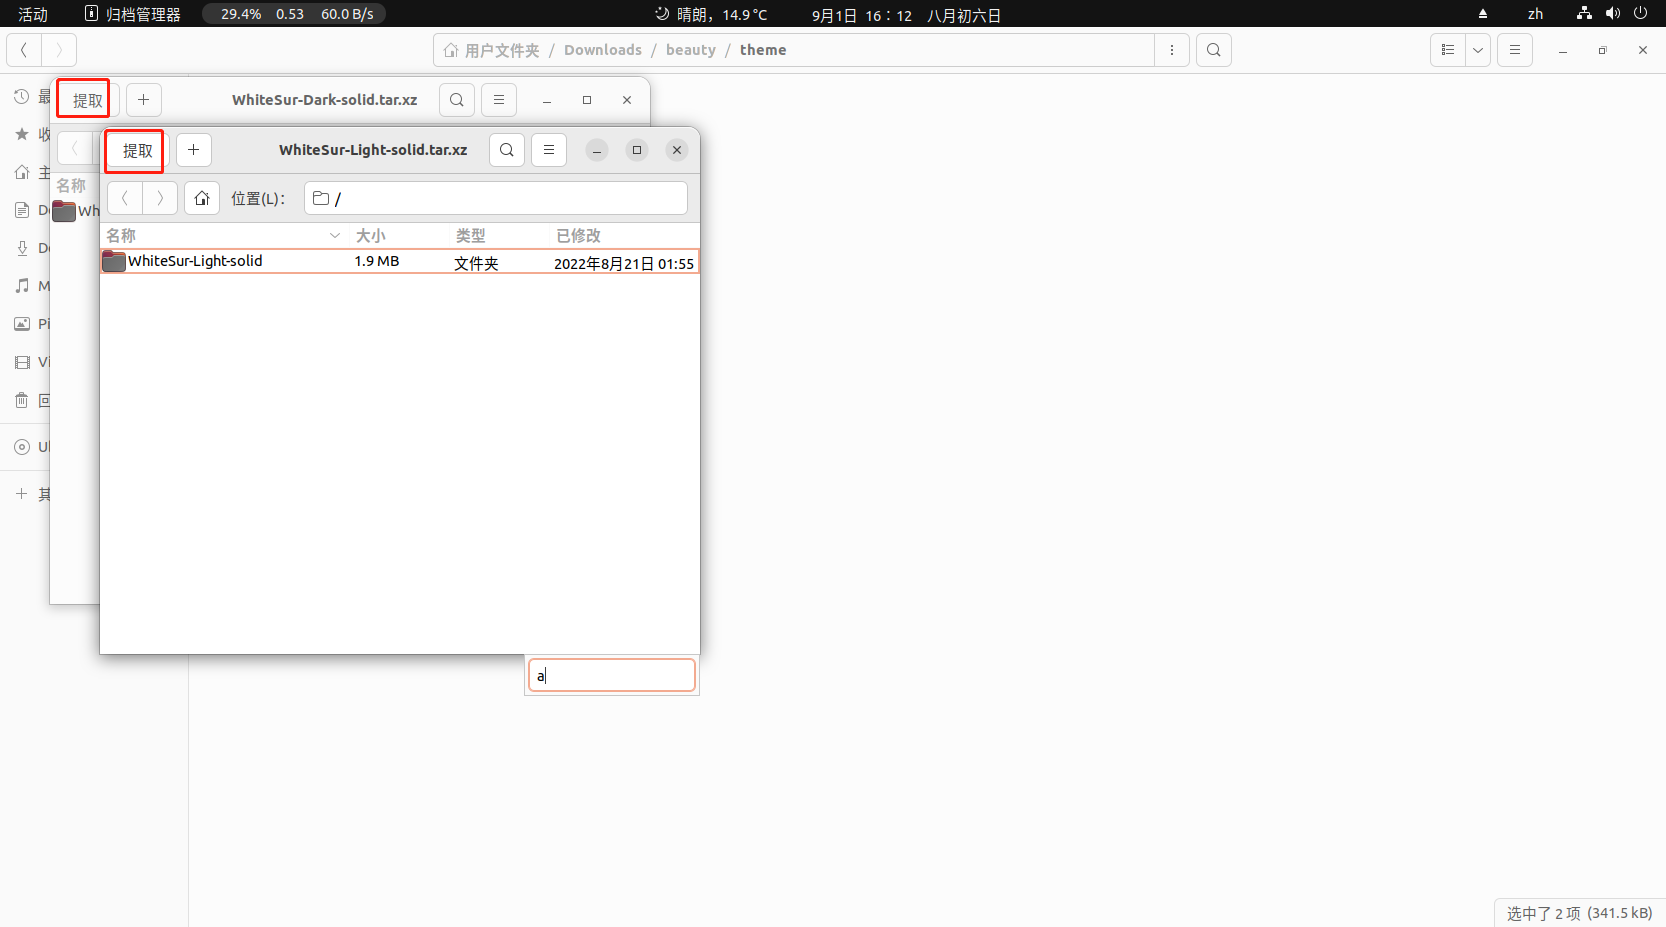 活动 归档管理器 29.4% 0.53 60.0 B/s 晴朗，14.9 °C 9月1日 16：12 八月初六日 zh
用户文件夹 / Downloads / beauty / theme
提取 WhiteSur-Dark-solid.tar.xz
提取 WhiteSur-Light-solid.tar.xz
位置(L)： /
名称
Wh
名称 大小 类型 已修改
WhiteSur-Light-solid 1.9 MB 文件夹 2022年8月21日 01:55
收
主
M
Pi
Vi
回
其
a
选中了 2 项 (341.5 kB)